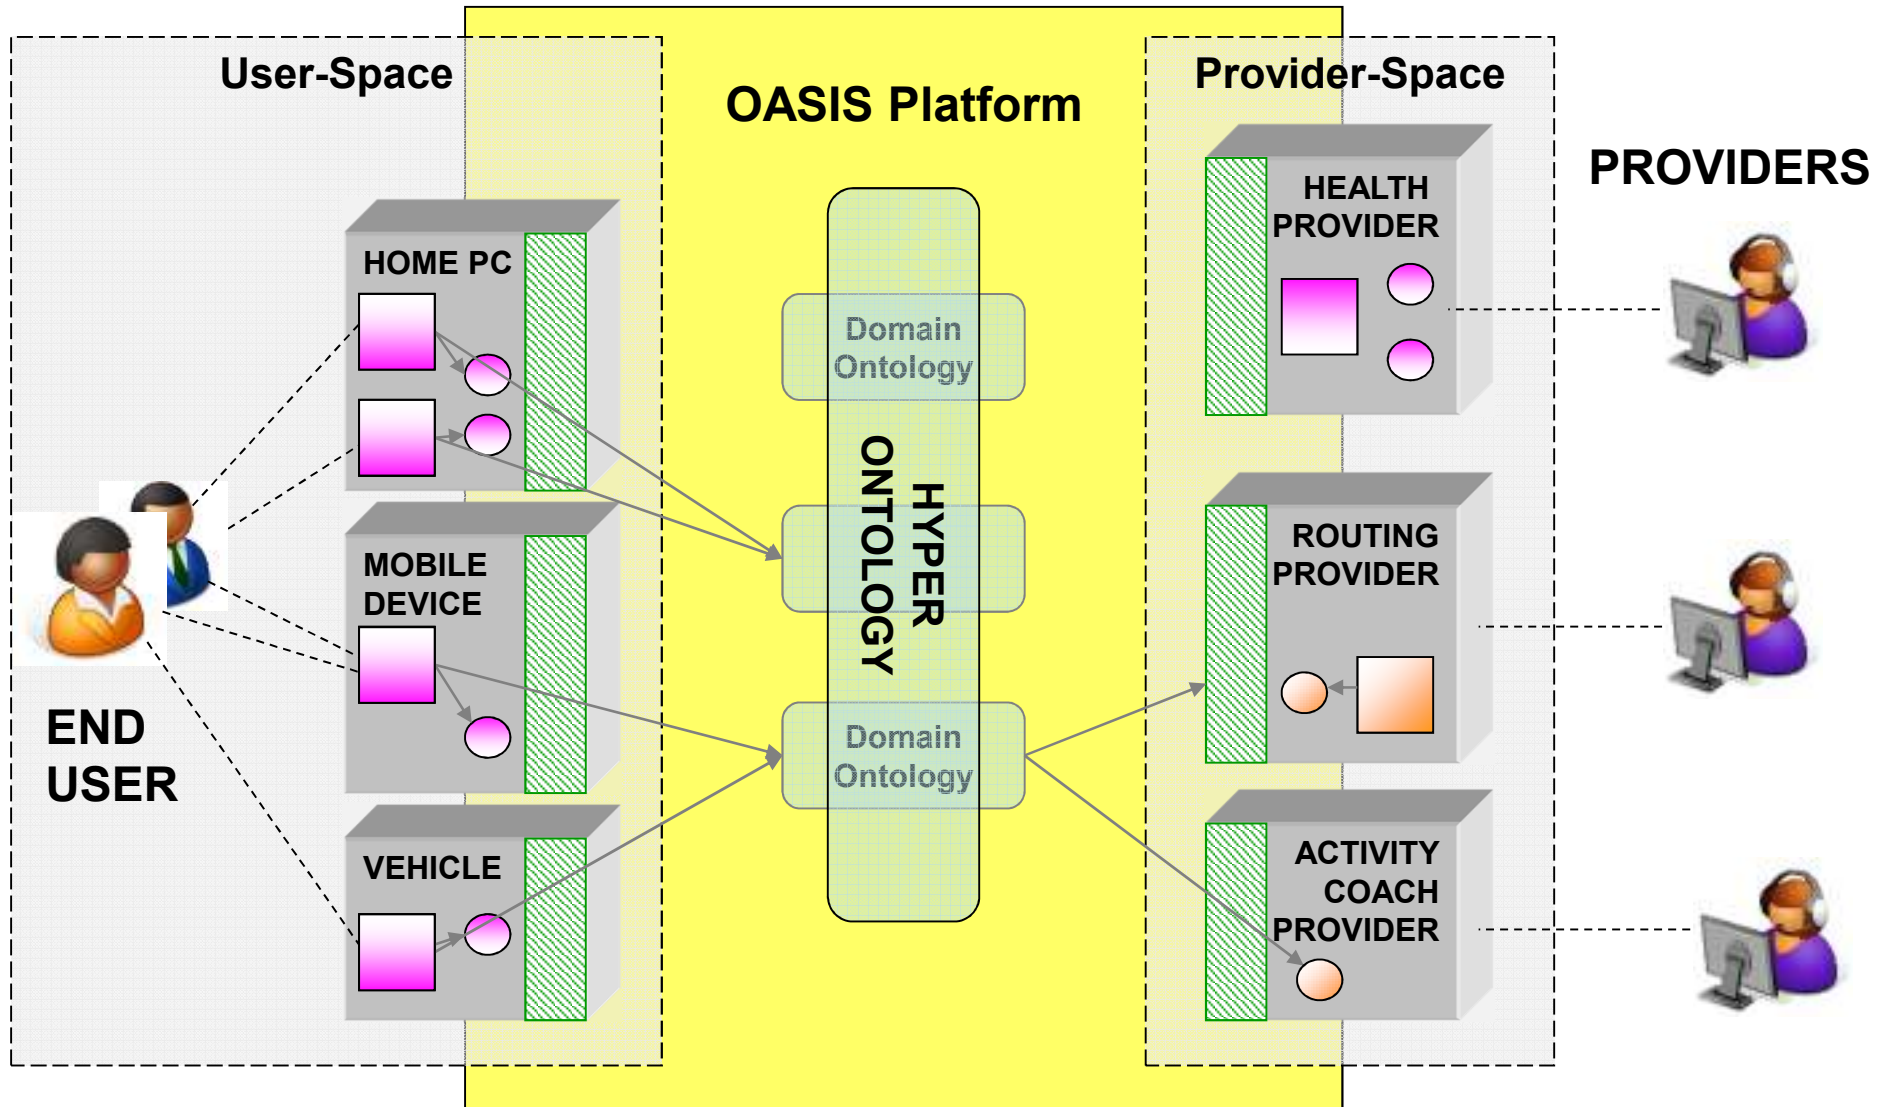 User-Space
OASIS Platform
Provider-Space
PROVIDERS
HOME PC
MOBILE
DEVICE
VEHICLE
END
USER
Domain
Ontology
HYPER
ONTOLOGY
Domain
Ontology
HEALTH
PROVIDER
ROUTING
PROVIDER
ACTIVITY
COACH
PROVIDER